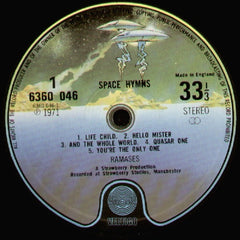 Made in England
SPACE HYMNS
1
6360 046
℗ 1971
33⅓
STEREO
1. LIFE CHILD. 2. HELLO MISTER
3. AND THE WHOLE WORLD. 4. QUASAR ONE
5. YOU'RE THE ONLY ONE
RAMASES
A Strawberry Production
Recorded at Strawberry Studios, Manchester
VERTIGO